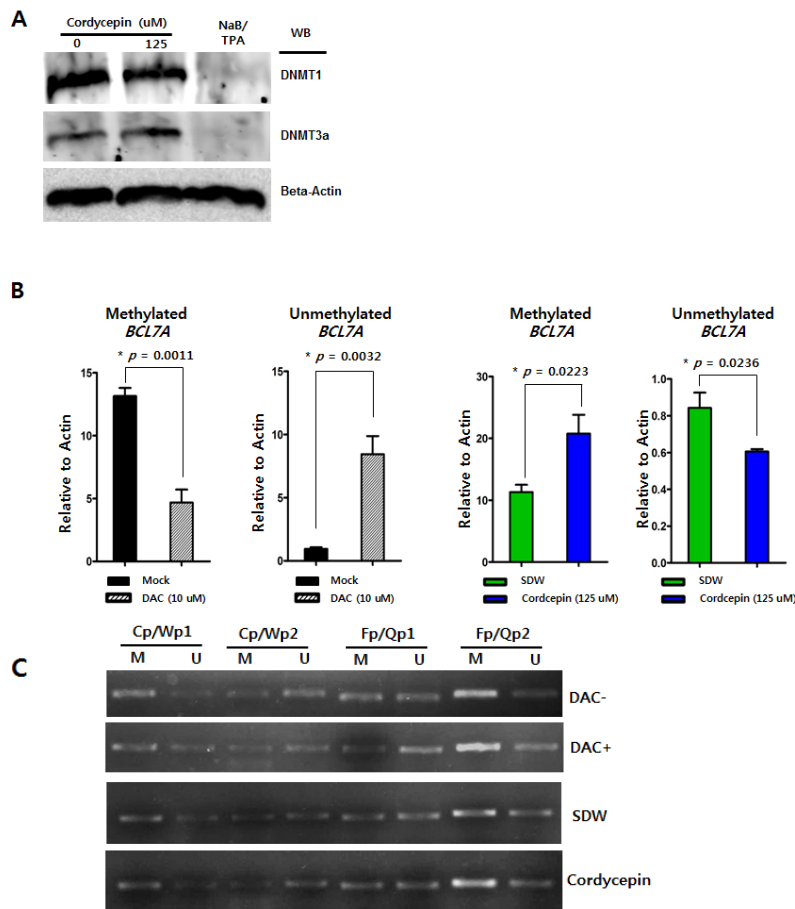 A
Cordycepin (uM)
0 125
NaB/
TPA
WB
DNMT1
DNMT3a
Beta-Actin
B
Methylated
BCL7A
* p = 0.0011
Relative to Actin
15
10
5
0
Mock
DAC (10 uM)
Unmethylated
BCL7A
* p = 0.0032
Relative to Actin
15
10
5
0
Mock
DAC (10 uM)
Methylated
BCL7A
* p = 0.0223
Relative to Actin
30
20
10
0
SDW
Cordcepin (125 uM)
Unmethylated
BCL7A
* p = 0.0236
Relative to Actin
1.0
0.8
0.6
0.4
0.2
0.0
SDW
Cordcepin (125 uM)
C
Cp/Wp1 Cp/Wp2 Fp/Qp1 Fp/Qp2
M U M U M U M U
DAC-
DAC+
SDW
Cordycepin